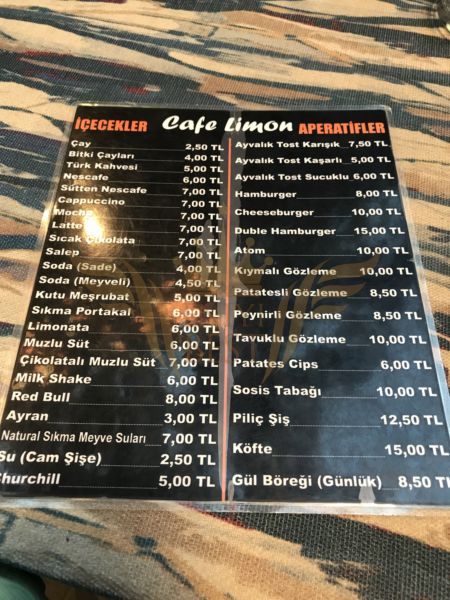 İÇECEKLER Cafe Limon APERATİFLER
Çay 2,50 TL
Bitki Çayları 4,00 TL
Türk Kahvesi 5,00 TL
Nescafe 6,00 TL
Sütten Nescafe 7,00 TL
Cappuccino 7,00 TL
Mocha 7,00 TL
Latte 7,00 TL
Sıcak Çikolata 7,00 TL
Salep 7,00 TL
Soda (Sade) 4,00 TL
Soda (Meyveli) 4,50 TL
Kutu Meşrubat 5,00 TL
Sıkma Portakal 6,00 TL
Limonata 6,00 TL
Muzlu Süt 6,00 TL
Çikolatalı Muzlu Süt 7,00 TL
Milk Shake 6,00 TL
Red Bull 8,00 TL
Ayran 3,00 TL
Natural Sıkma Meyve Suları 7,00 TL
Su (Cam Şişe) 2,50 TL
Churchill 5,00 TL
Ayvalık Tost Karışık 7,50 TL
Ayvalık Tost Kaşarlı 5,00 TL
Ayvalık Tost Sucuklu 6,00 TL
Hamburger 8,00 TL
Cheeseburger 10,00 TL
Duble Hamburger 15,00 TL
Atom 10,00 TL
Kıymalı Gözleme 10,00 TL
Patatesli Gözleme 8,50 TL
Peynirli Gözleme 8,50 TL
Tavuklu Gözleme 10,00 TL
Patates Cips 6,00 TL
Sosis Tabağı 10,00 TL
Piliç Şiş 12,50 TL
Köfte 15,00 TL
Gül Böreği (Günlük) 8,50 TL